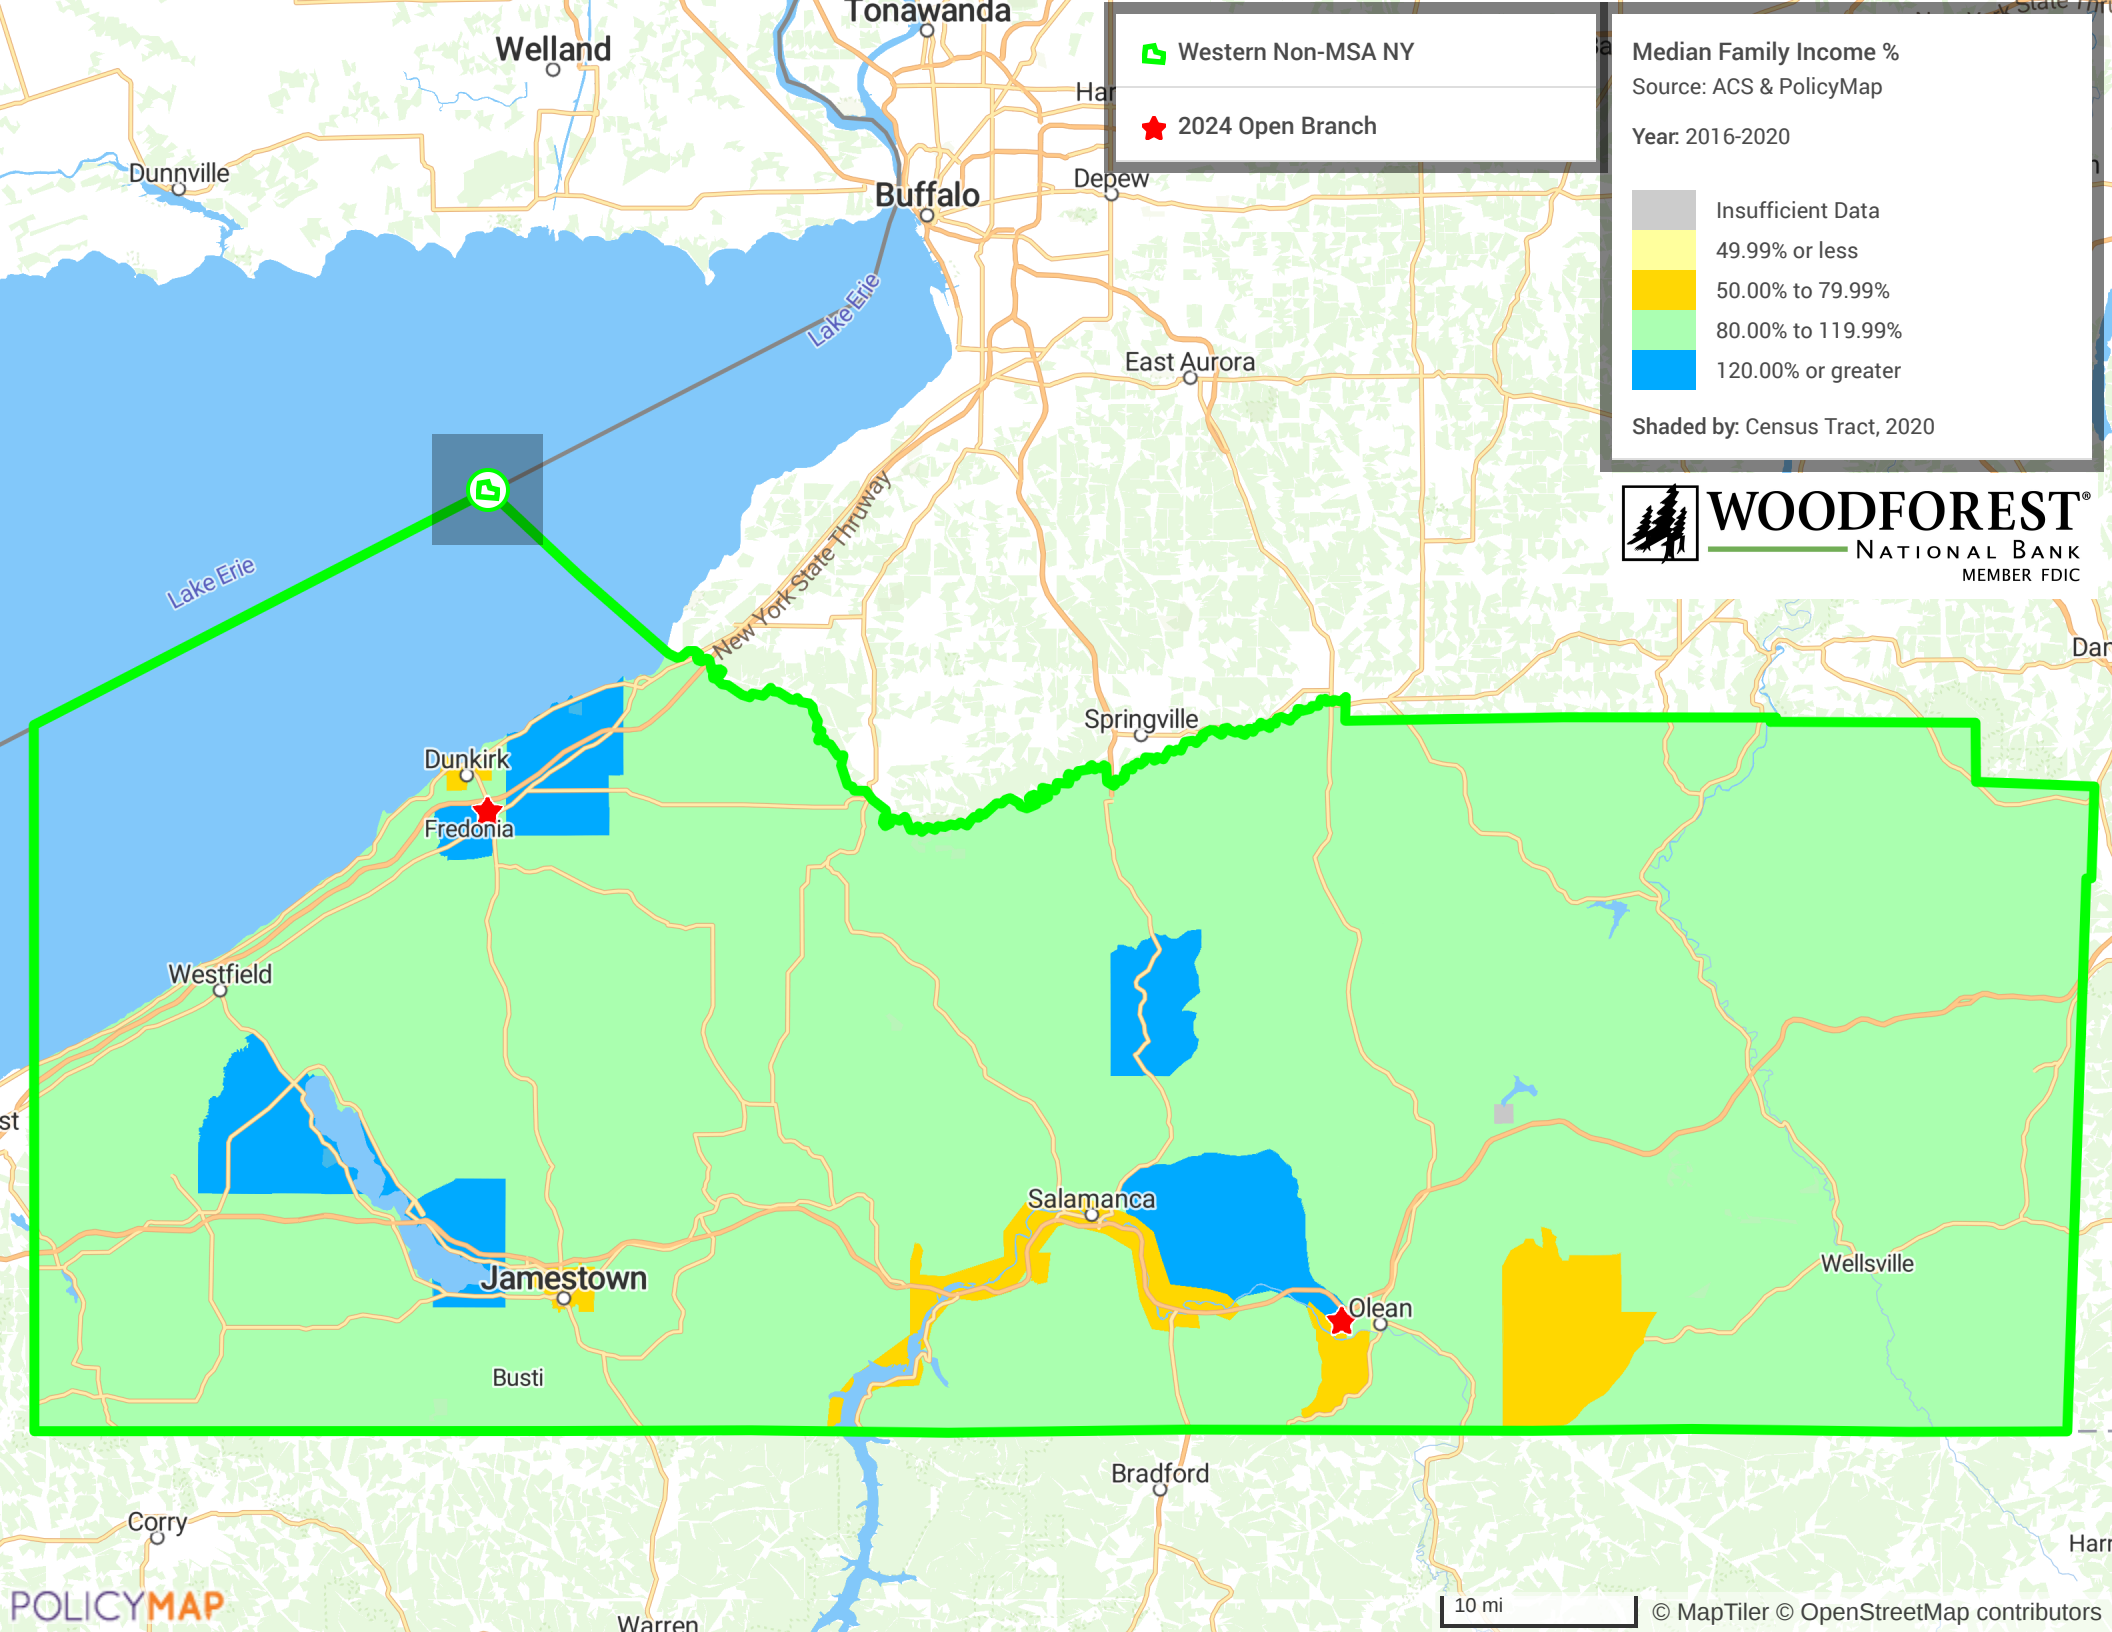 Tonawanda
Welland
Western Non-MSA NY
2024 Open Branch
Median Family Income %
Source: ACS & PolicyMap
Year: 2016-2020
Insufficient Data
49.99% or less
50.00% to 79.99%
80.00% to 119.99%
120.00% or greater
Shaded by: Census Tract, 2020
WOODFOREST®
NATIONAL BANK
MEMBER FDIC
Dunnville
Buffalo
Depew
Lake Erie
East Aurora
New York State Thruway
Lake Erie
Springville
Dunkirk
Fredonia
Westfield
Salamanca
Jamestown
Olean
Wellsville
Busti
Bradford
Corry
Warren
POLICYMAP
10 mi
© MapTiler © OpenStreetMap contributors